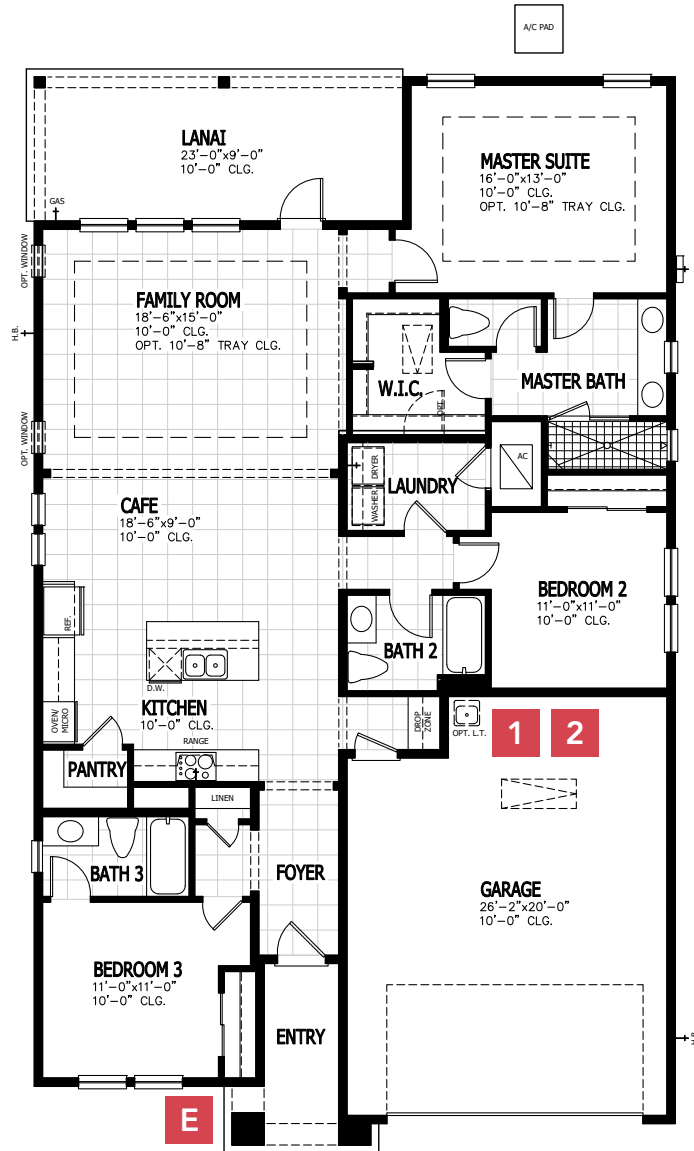 A/C PAD
LANAI
23'-0"x9'-0"
10'-0" CLG.
MASTER SUITE
16'-0"x13'-0"
10'-0" CLG.
OPT. 10'-8" TRAY CLG.
GAS
OPT. WINDOW
H.B.
FAMILY ROOM
18'-6"x15'-0"
10'-0" CLG.
OPT. 10'-8" TRAY CLG.
W.I.C.
OPT.
MASTER BATH
OPT. WINDOW
DRYER
WASHER
LAUNDRY
AC
CAFE
18'-6"x9'-0"
10'-0" CLG.
BEDROOM 2
11'-0"x11'-0"
10'-0" CLG.
REF.
BATH 2
D.W.
KITCHEN
10'-0" CLG.
OVEN/
MICRO
RANGE
DROP
ZONE
OPT. L.T.
1
2
PANTRY
LINEN
BATH 3
FOYER
GARAGE
26'-2"x20'-0"
10'-0" CLG.
BEDROOM 3
11'-0"x11'-0"
10'-0" CLG.
ENTRY
H.B.
E